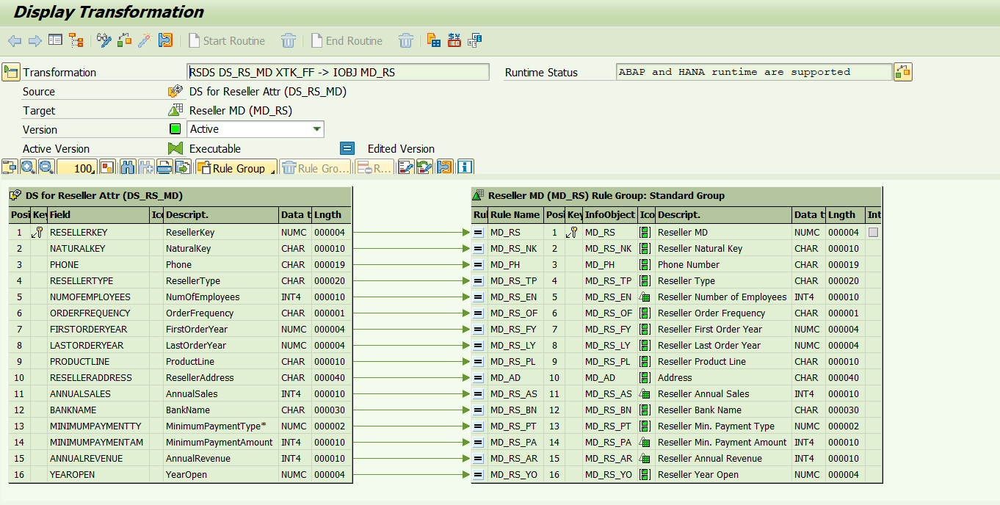 Display Transformation
Start Routine End Routine
Transformation RSDS DS_RS_MD XTK_FF -> IOBJ MD_RS Runtime Status ABAP and HANA runtime are supported
Source DS for Reseller Attr (DS_RS_MD)
Target Reseller MD (MD_RS)
Version Active
Active Version Executable Edited Version
100 Rule Group Rule Gro... R...
DS for Reseller Attr (DS_RS_MD) Reseller MD (MD_RS) Rule Group: Standard Group
Posi Key Field Ico Descript. Data t Lngth Rul Rule Name Posi Key InfoObject Ico Descript. Data t Lngth Int
1 RESELLERKEY ResellerKey NUMC 000004 MD_RS 1 MD_RS Reseller MD NUMC 000004
2 NATURALKEY NaturalKey CHAR 000010 MD_RS_NK 2 MD_RS_NK Reseller Natural Key CHAR 000010
3 PHONE Phone CHAR 000019 MD_PH 3 MD_PH Phone Number CHAR 000019
4 RESELLERTYPE ResellerType CHAR 000020 MD_RS_TP 4 MD_RS_TP Reseller Type CHAR 000020
5 NUMOFEMPLOYEES NumOfEmployees INT4 000010 MD_RS_EN 5 MD_RS_EN Reseller Number of Employees INT4 000010
6 ORDERFREQUENCY OrderFrequency CHAR 000001 MD_RS_OF 6 MD_RS_OF Reseller Order Frequency CHAR 000001
7 FIRSTORDERYEAR FirstOrderYear NUMC 000004 MD_RS_FY 7 MD_RS_FY Reseller First Order Year NUMC 000004
8 LASTORDERYEAR LastOrderYear NUMC 000004 MD_RS_LY 8 MD_RS_LY Reseller Last Order Year NUMC 000004
9 PRODUCTLINE ProductLine CHAR 000010 MD_RS_PL 9 MD_RS_PL Reseller Product Line CHAR 000010
10 RESELLERADDRESS ResellerAddress CHAR 000040 MD_AD 10 MD_AD Address CHAR 000040
11 ANNUALSALES AnnualSales INT4 000010 MD_RS_AS 11 MD_RS_AS Reseller Annual Sales INT4 000010
12 BANKNAME BankName CHAR 000030 MD_RS_BN 12 MD_RS_BN Reseller Bank Name CHAR 000030
13 MINIMUMPAYMENTTY MinimumPaymentType* NUMC 000002 MD_RS_PT 13 MD_RS_PT Reseller Min. Payment Type NUMC 000002
14 MINIMUMPAYMENTAM MinimumPaymentAmount INT4 000010 MD_RS_PA 14 MD_RS_PA Reseller Min. Payment Amount INT4 000010
15 ANNUALREVENUE AnnualRevenue INT4 000010 MD_RS_AR 15 MD_RS_AR Reseller Annual Revenue INT4 000010
16 YEAROPEN YearOpen NUMC 000004 MD_RS_YO 16 MD_RS_YO Reseller Year Open NUMC 000004